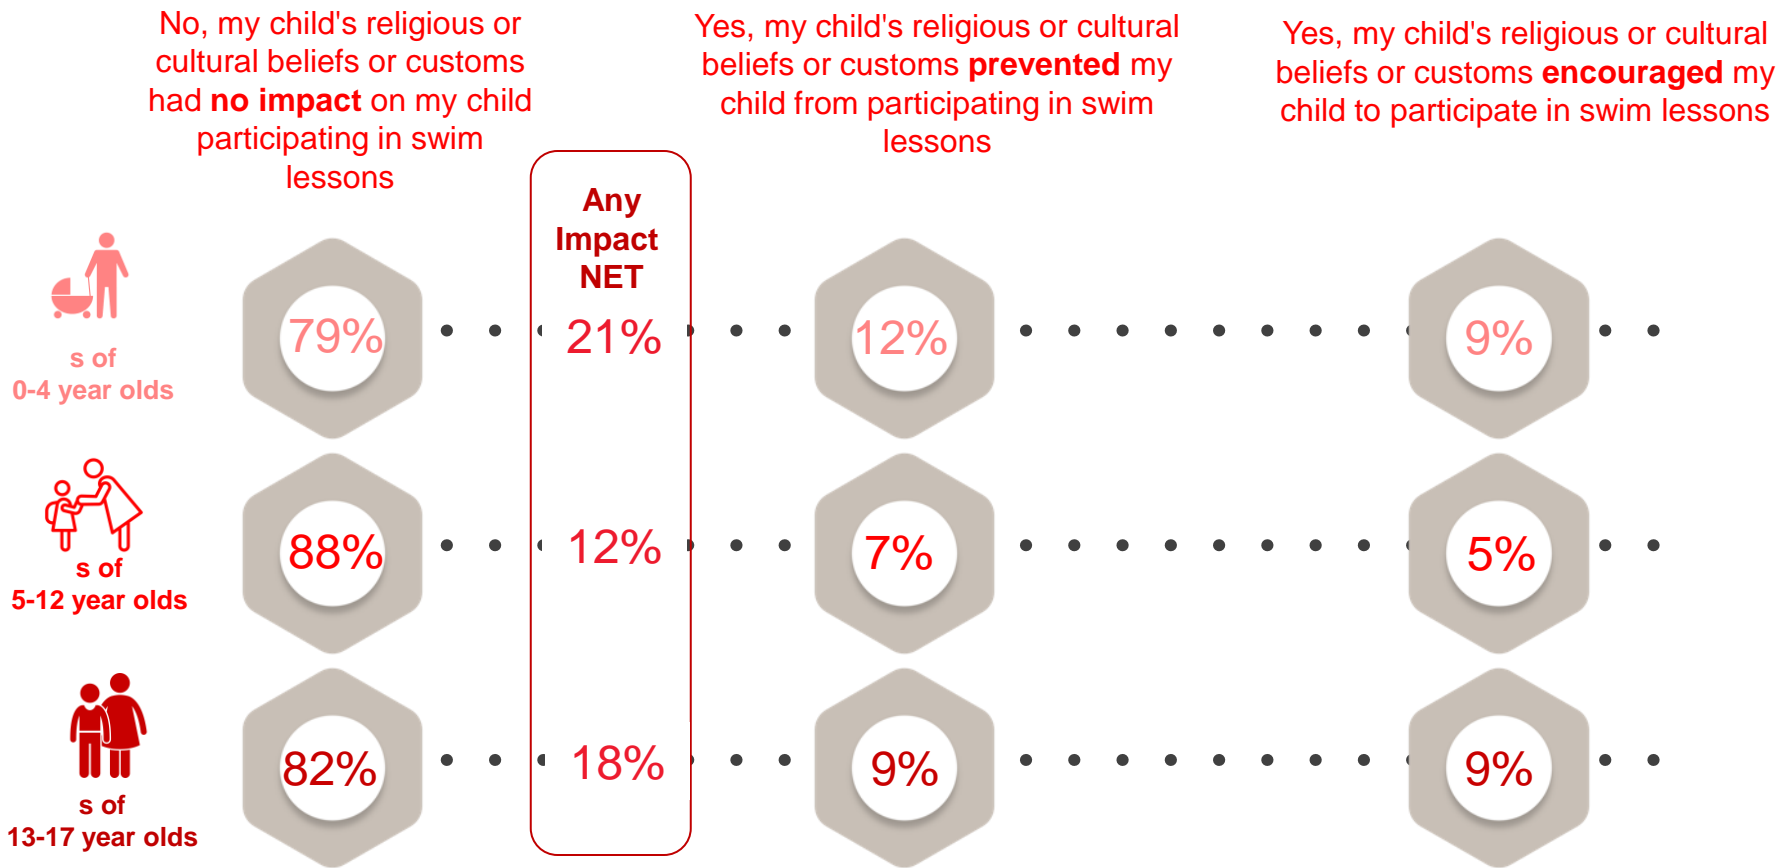 No, my child's religious or
cultural beliefs or customs
had no impact on my child
participating in swim
lessons
Yes, my child's religious or cultural
beliefs or customs prevented my
child from participating in swim
lessons
Yes, my child's religious or cultural
beliefs or customs encouraged my
child to participate in swim lessons
Any
Impact
NET
s of
0-4 year olds
79%
21%
12%
9%
s of
5-12 year olds
88%
12%
7%
5%
s of
13-17 year olds
82%
18%
9%
9%